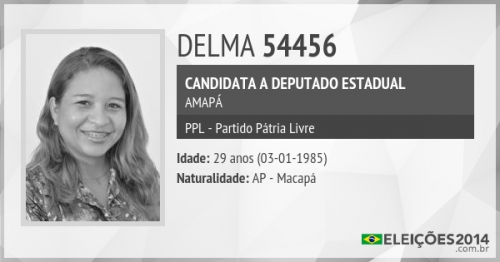 DELMA 54456
CANDIDATA A DEPUTADO ESTADUAL
AMAPÁ
PPL - Partido Pátria Livre
Idade: 29 anos (03-01-1985)
Naturalidade: AP - Macapá
ELEIÇÕES2014
.com.br